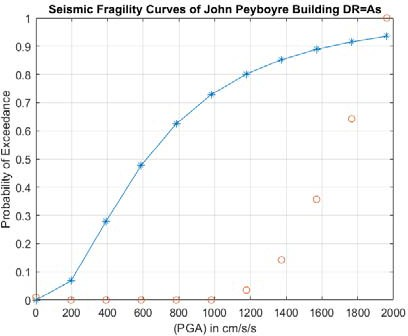 Seismic Fragility Curves of John Peyboyre Building DR=As
Probability of Exceedance
1
0.9
0.8
0.7
0.6
0.5
0.4
0.3
0.2
0.1
0
0 200 400 600 800 1000 1200 1400 1600 1800 2000
(PGA) in cm/s/s